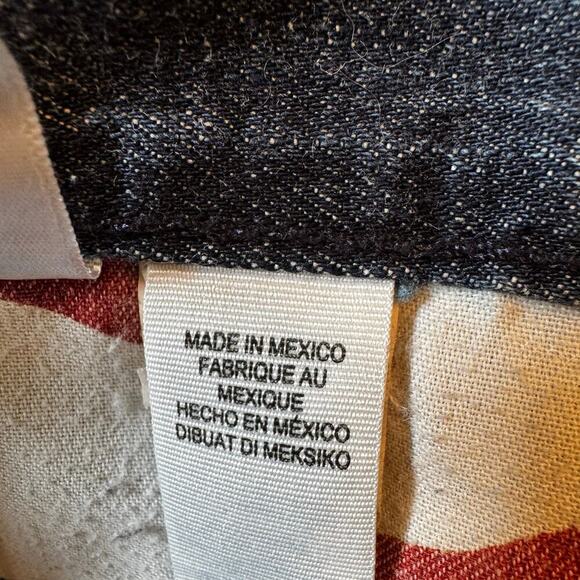 MADE IN MEXICO
FABRIQUE AU
MEXIQUE
HECHO EN MÉXICO
DIBUAT DI MEKSIKO